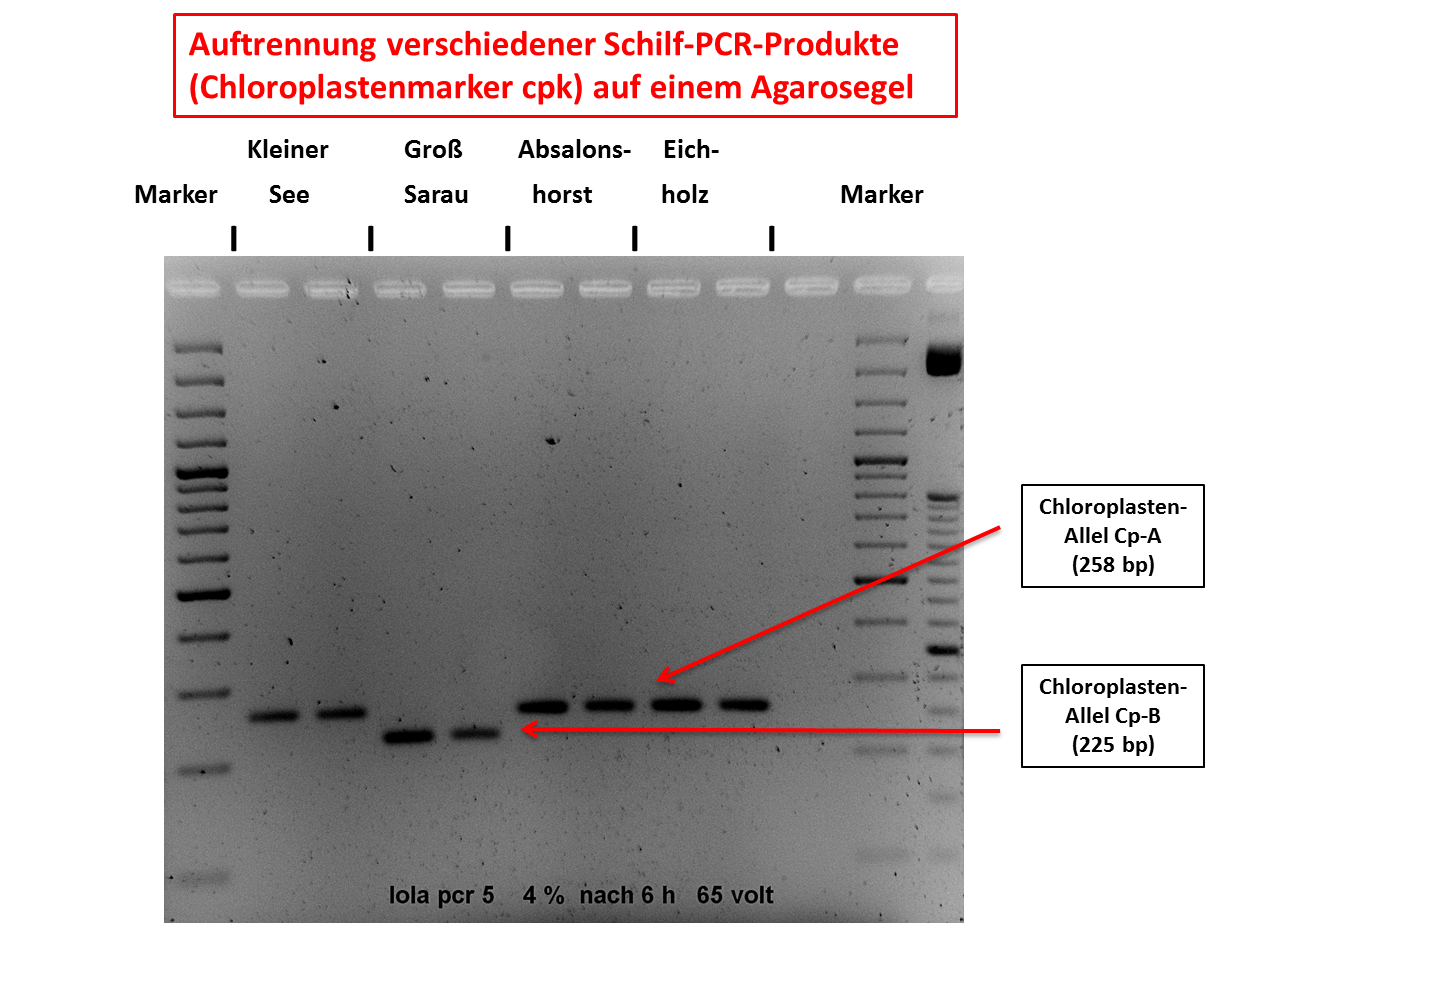 Auftrennung verschiedener Schilf-PCR-Produkte
(Chloroplastenmarker cpk) auf einem Agarosegel
Kleiner Groß Absalons- Eich-
Marker See Sarau horst holz Marker
Chloroplasten-
Allel Cp-A
(258 bp)
Chloroplasten-
Allel Cp-B
(225 bp)
lola pcr 5 4 % nach 6 h 65 volt